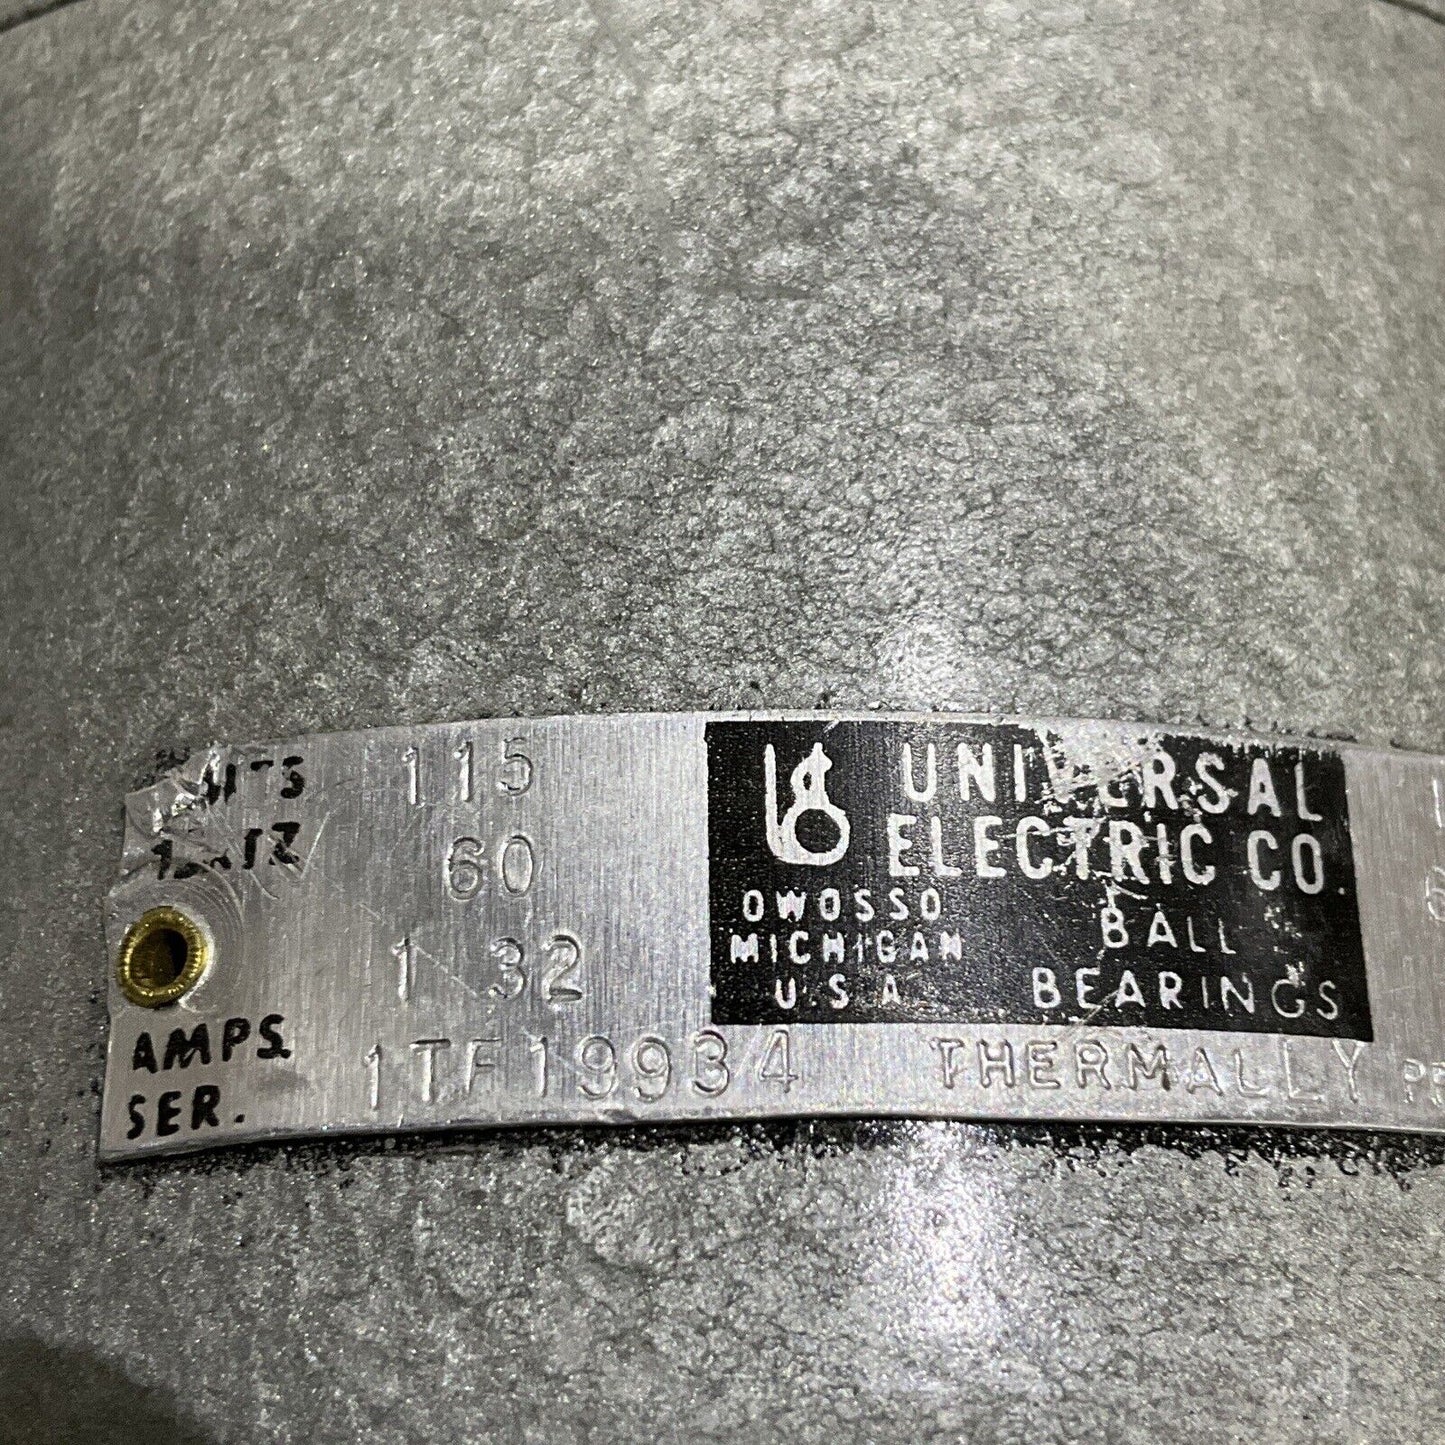 115
60
1 32
AMPS.
SER. 1TF19934 THERMALLY
UNIVERSAL
ELECTRIC CO.
OWOSSO
MICHIGAN
U.S.A.
BALL
BEARINGS